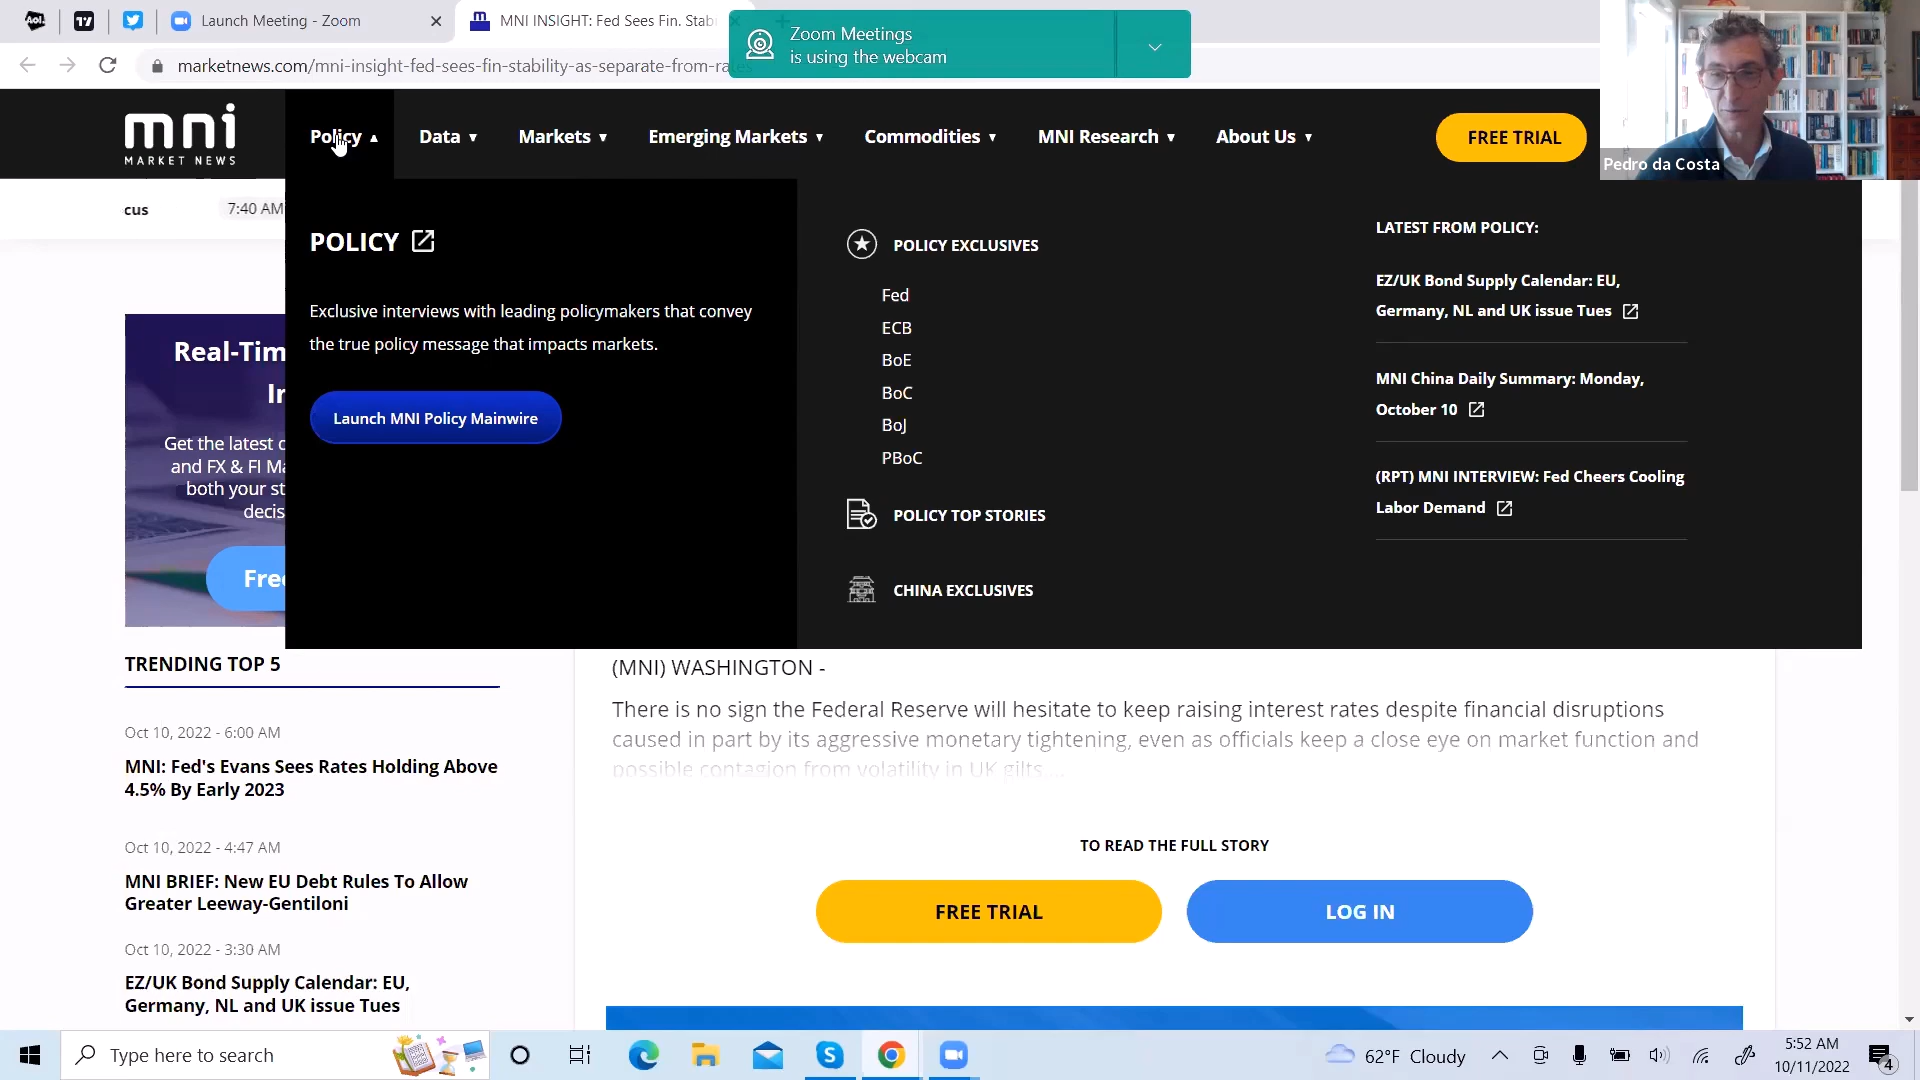 Aol.
17
Launch Meeting - Zoom
MNI INSIGHT: Fed Sees Fin. Stabi
Zoom Meetings
is using the webcam
marketnews.com/mni-insight-fed-sees-fin-stability-as-separate-from-rates
mni
MARKET NEWS
Policy
Data
Markets
Emerging Markets
Commodities
MNI Research
About Us
FREE TRIAL
Pedro da Costa
cus
7:40 AM
POLICY
Exclusive interviews with leading policymakers that convey
the true policy message that impacts markets.
Launch MNI Policy Mainwire
POLICY EXCLUSIVES
Fed
ECB
BoE
BoC
BoJ
PBoC
POLICY TOP STORIES
CHINA EXCLUSIVES
LATEST FROM POLICY:
EZ/UK Bond Supply Calendar: EU,
Germany, NL and UK issue Tues
MNI China Daily Summary: Monday,
October 10
(RPT) MNI INTERVIEW: Fed Cheers Cooling
Labor Demand
Real-Tim
In
Get the latest c
and FX & FI Ma
both your st
decis
Free
TRENDING TOP 5
Oct 10, 2022 - 6:00 AM
MNI: Fed's Evans Sees Rates Holding Above
4.5% By Early 2023
Oct 10, 2022 - 4:47 AM
MNI BRIEF: New EU Debt Rules To Allow
Greater Leeway-Gentiloni
Oct 10, 2022 - 3:30 AM
EZ/UK Bond Supply Calendar: EU,
Germany, NL and UK issue Tues
(MNI) WASHINGTON -
There is no sign the Federal Reserve will hesitate to keep raising interest rates despite financial disruptions
caused in part by its aggressive monetary tightening, even as officials keep a close eye on market function and
possible contagion from volatility in UK gilts ...
TO READ THE FULL STORY
FREE TRIAL
LOG IN
Type here to search
62°F Cloudy
5:52 AM
10/11/2022
4